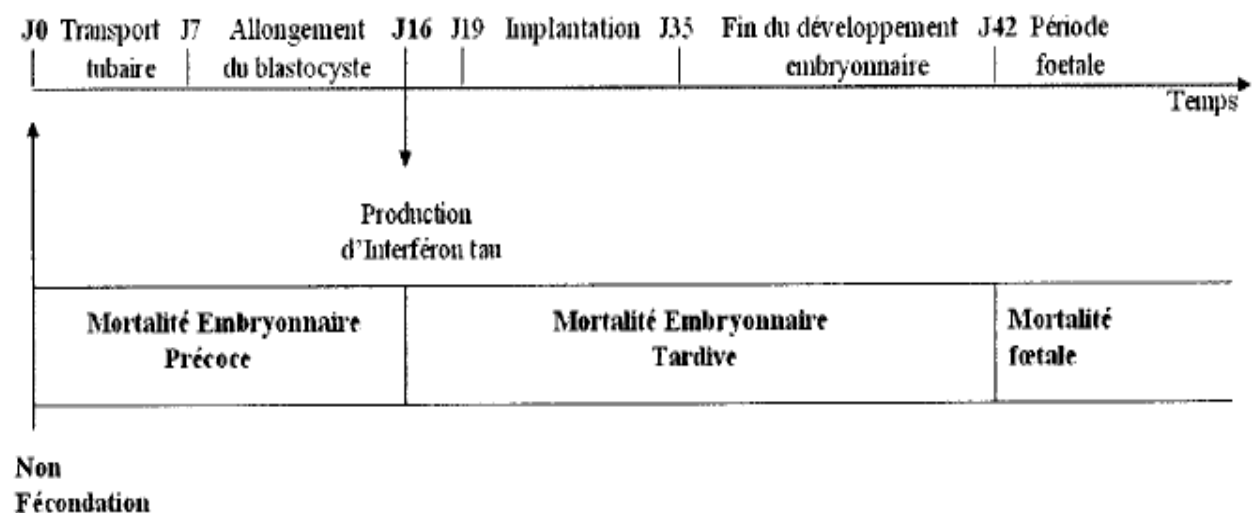 J0 Transport J7 Allongement J16 J19 Implantation J35 Fin du développement J42 Période
tubaire du blastocyste embryonnaire foetale
Temps
Production
d'Interféron tau
Mortalité Embryonnaire Mortalité Embryonnaire Mortalité
Précoce Tardive fœtale
Non
Fécondation